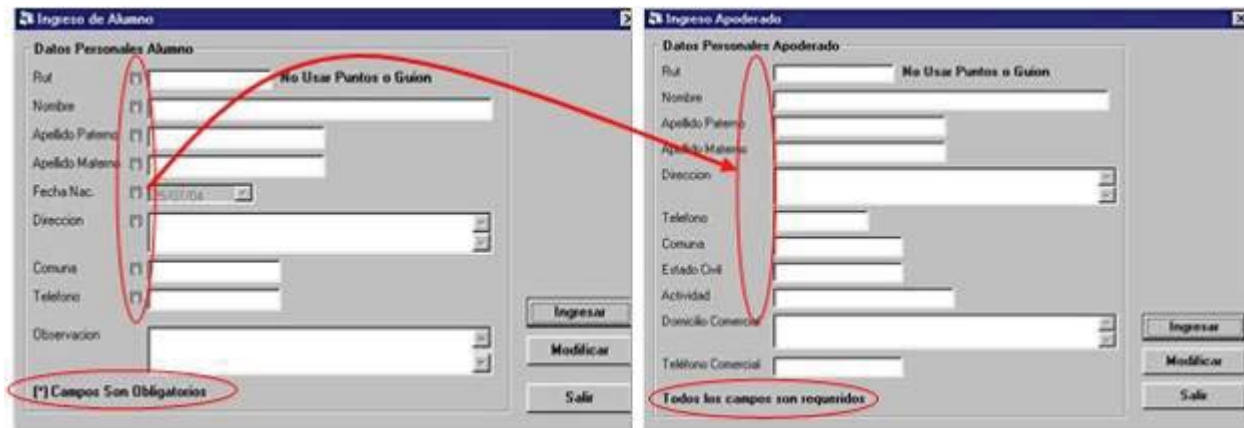 Ingreso de Alumno
Datos Personales Alumno
Rut (*) No Usar Puntos o Guion
Nombre (*)
Apellido Paterno (*)
Apellido Materno (*)
Fecha Nac. (*)
Direccion (*)
Comuna (*)
Telefono (*)
Observacion
(*) Campos Son Obligatorios
Ingresar
Modificar
Salir
Ingreso Apoderado
Datos Personales Apoderado
Rut No Usar Puntos o Guion
Nombre
Apellido Paterno
Apellido Materno
Direccion
Telefono
Comuna
Estado Civil
Actividad
Domicilio Comercial
Teléfono Comercial
Todos los campos son requeridos
Ingresar
Modificar
Salir